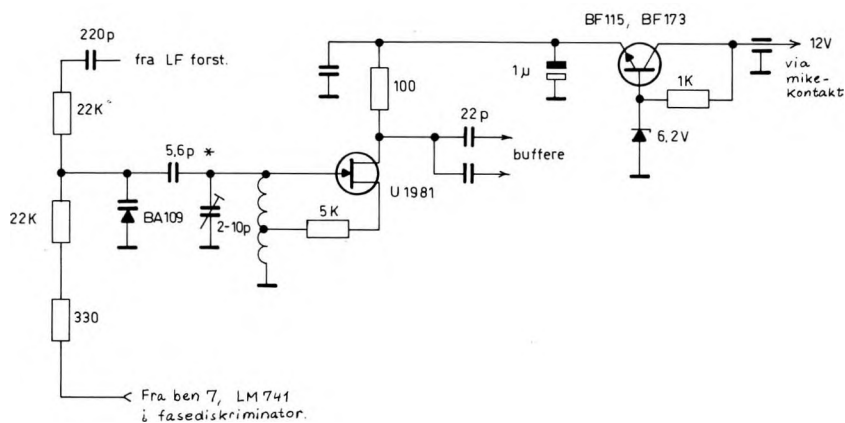 BF115, BF173
220p
fra LF forst.
12V
via
mike-
kontakt
22K
100
1µ
1K
22p
5,6p *
6,2V
buffere
U1981
22K
BA109
2-10p
5K
330
Fra ben 7, LM741
i fasediskriminator.